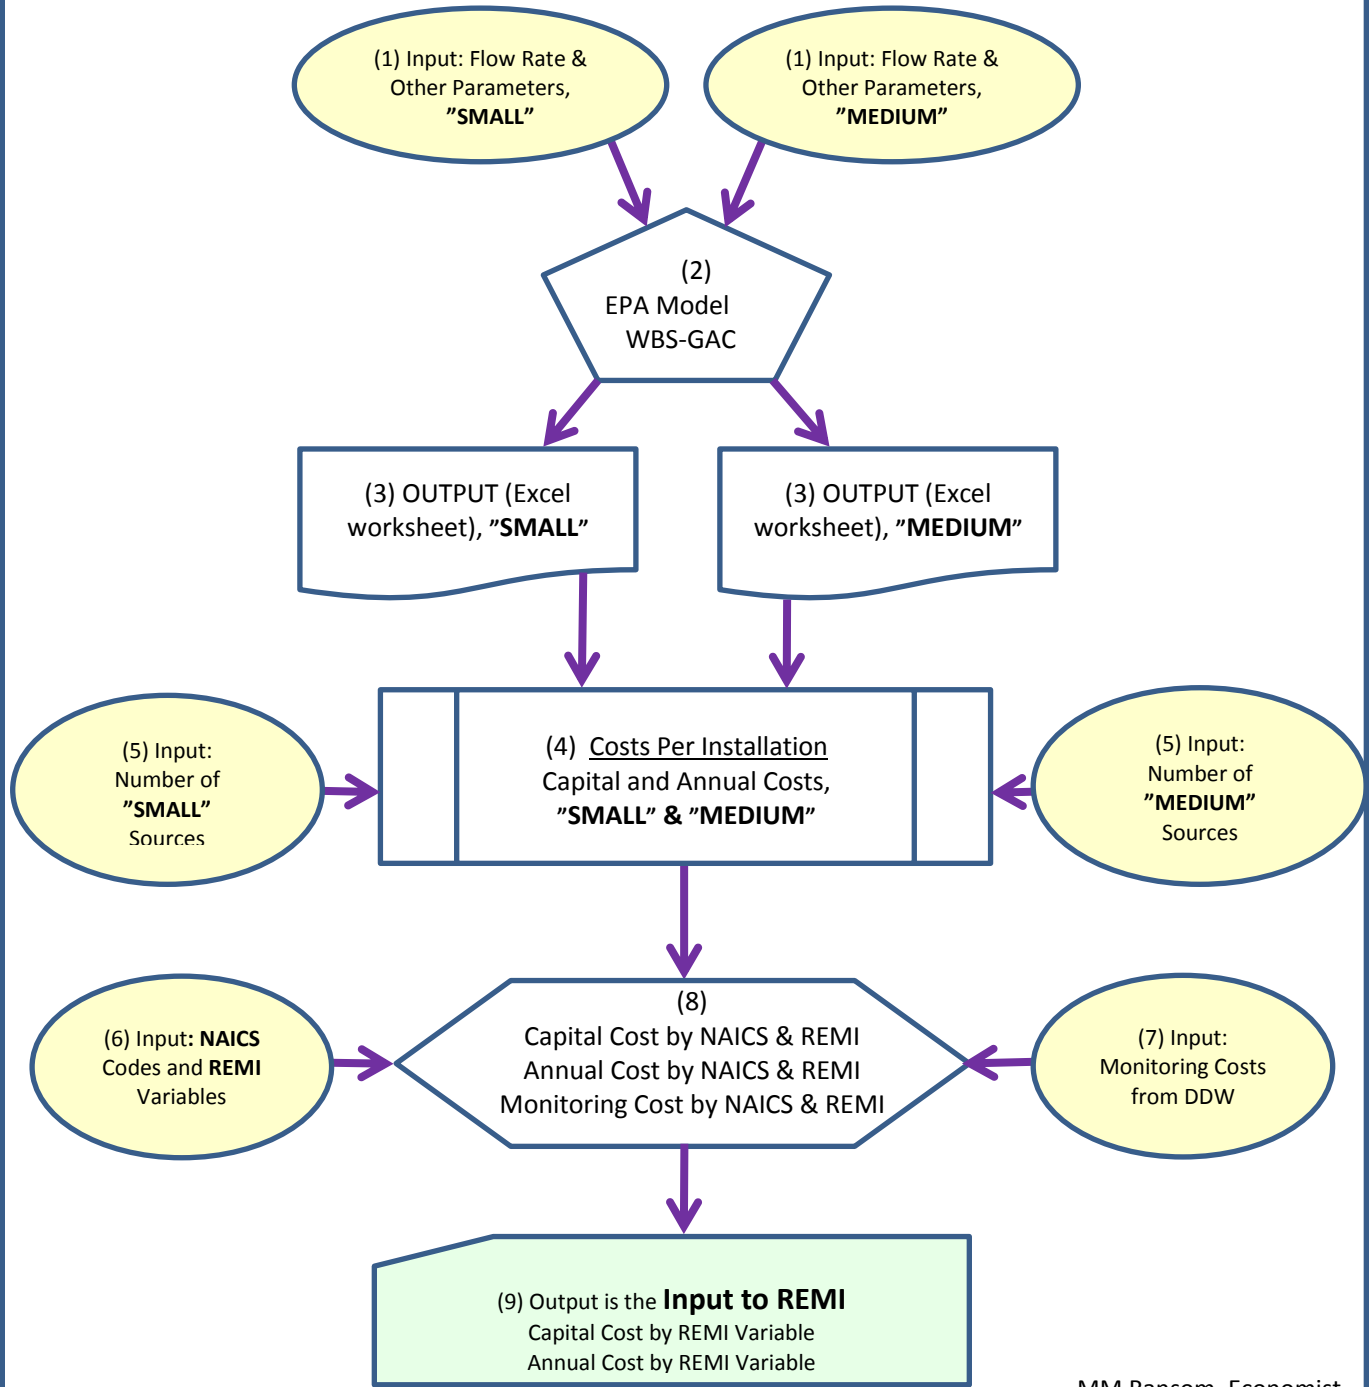 (1) Input: Flow Rate &
Other Parameters,
”SMALL”
(1) Input: Flow Rate &
Other Parameters,
”MEDIUM”
(2)
EPA Model
WBS-GAC
(3) OUTPUT (Excel
worksheet), ”SMALL”
(3) OUTPUT (Excel
worksheet), ”MEDIUM”
(5) Input:
Number of
”SMALL”
Sources
(4) Costs Per Installation
Capital and Annual Costs,
”SMALL” & ”MEDIUM”
(5) Input:
Number of
”MEDIUM”
Sources
(6) Input: NAICS
Codes and REMI
Variables
(8)
Capital Cost by NAICS & REMI
Annual Cost by NAICS & REMI
Monitoring Cost by NAICS & REMI
(7) Input:
Monitoring Costs
from DDW
(9) Output is the Input to REMI
Capital Cost by REMI Variable
Annual Cost by REMI Variable
MM Ransom, Economist